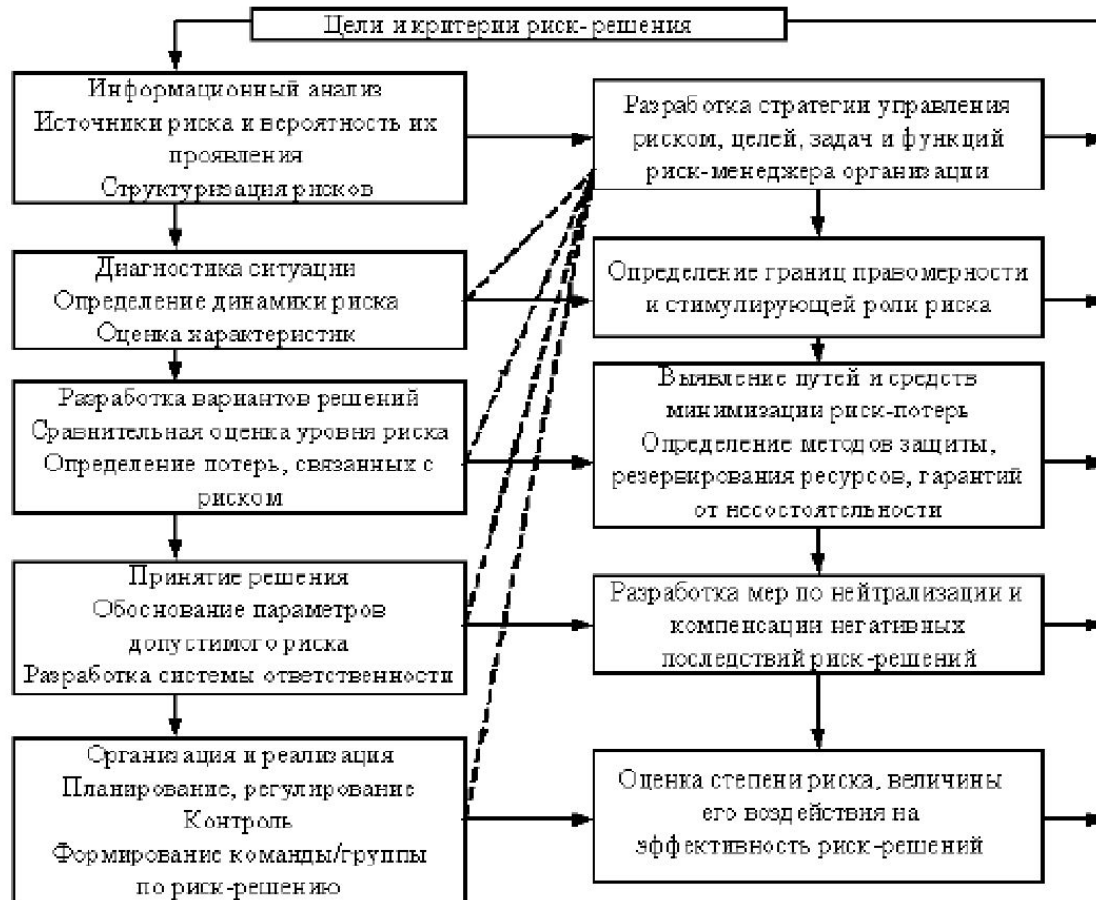 Цели и критерии риск-решения
Информационный анализ
Источники риска и вероятность их
проявления
Структуризация рисков
Диагностика ситуации
Определение динамики риска
Оценка характеристик
Разработка вариантов решений
Сравнительная оценка уровня риска
Определение потерь, связанных с
риском
Принятие решения
Обоснование параметров
допустимого риска
Разработка системы ответственности
Организация и реализация
Планирование, регулирование
Контроль
Формирование команды/группы
по риск-решению
Разработка стратегии управления
риском, целей, задач и функций
риск-менеджера организации
Определение границ правомерности
и стимулирующей роли риска
Выявление путей и средств
минимизации риск-потерь
Определение методов защиты,
резервирования ресурсов, гарантий
от несостоятельности
Разработка мер по нейтрализации и
компенсации негативных
последствий риск-решений
Оценка степени риска, величины
его воздействия на
эффективность риск-решений